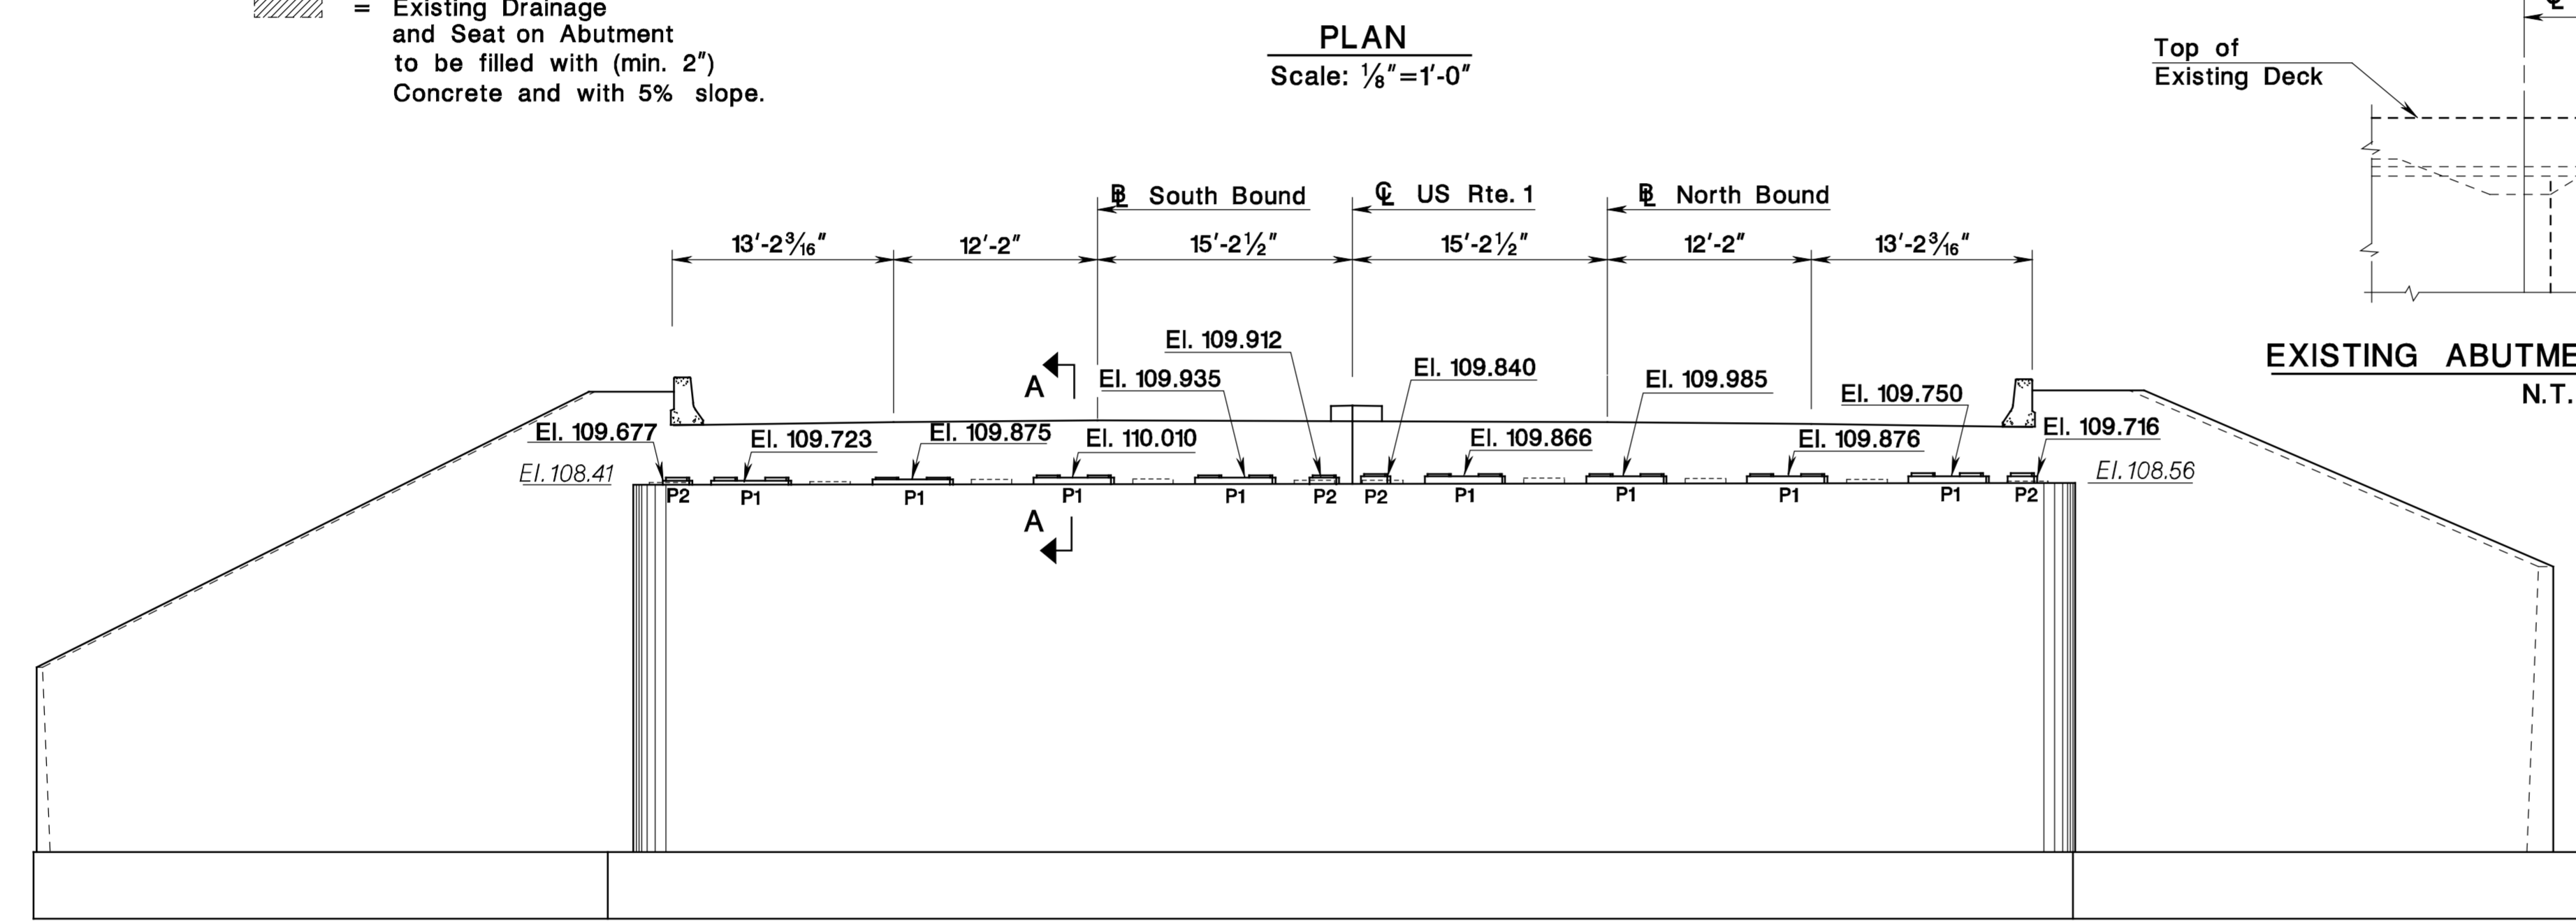 = Existing Drainage
and Seat on Abutment
to be filled with (min. 2")
Concrete and with 5% slope.
PLAN
Scale: ⅛"=1'-0"
Top of
Existing Deck
℄
B South Bound
℄ US Rte. 1
B North Bound
13'-2 3/16" 12'-2" 15'-2½" 15'-2½" 12'-2" 13'-2 3/16"
EXISTING ABUTME
N.T.
El. 109.912
El. 109.840
A El. 109.935 El. 109.985 El. 109.750
El. 109.677 El. 109.723 El. 109.875 El. 110.010 El. 109.866 El. 109.876 El. 109.716
El. 108.41 El. 108.56
P2 P1 P1 P1 P1 P2 P2 P1 P1 P1 P1 P2
A